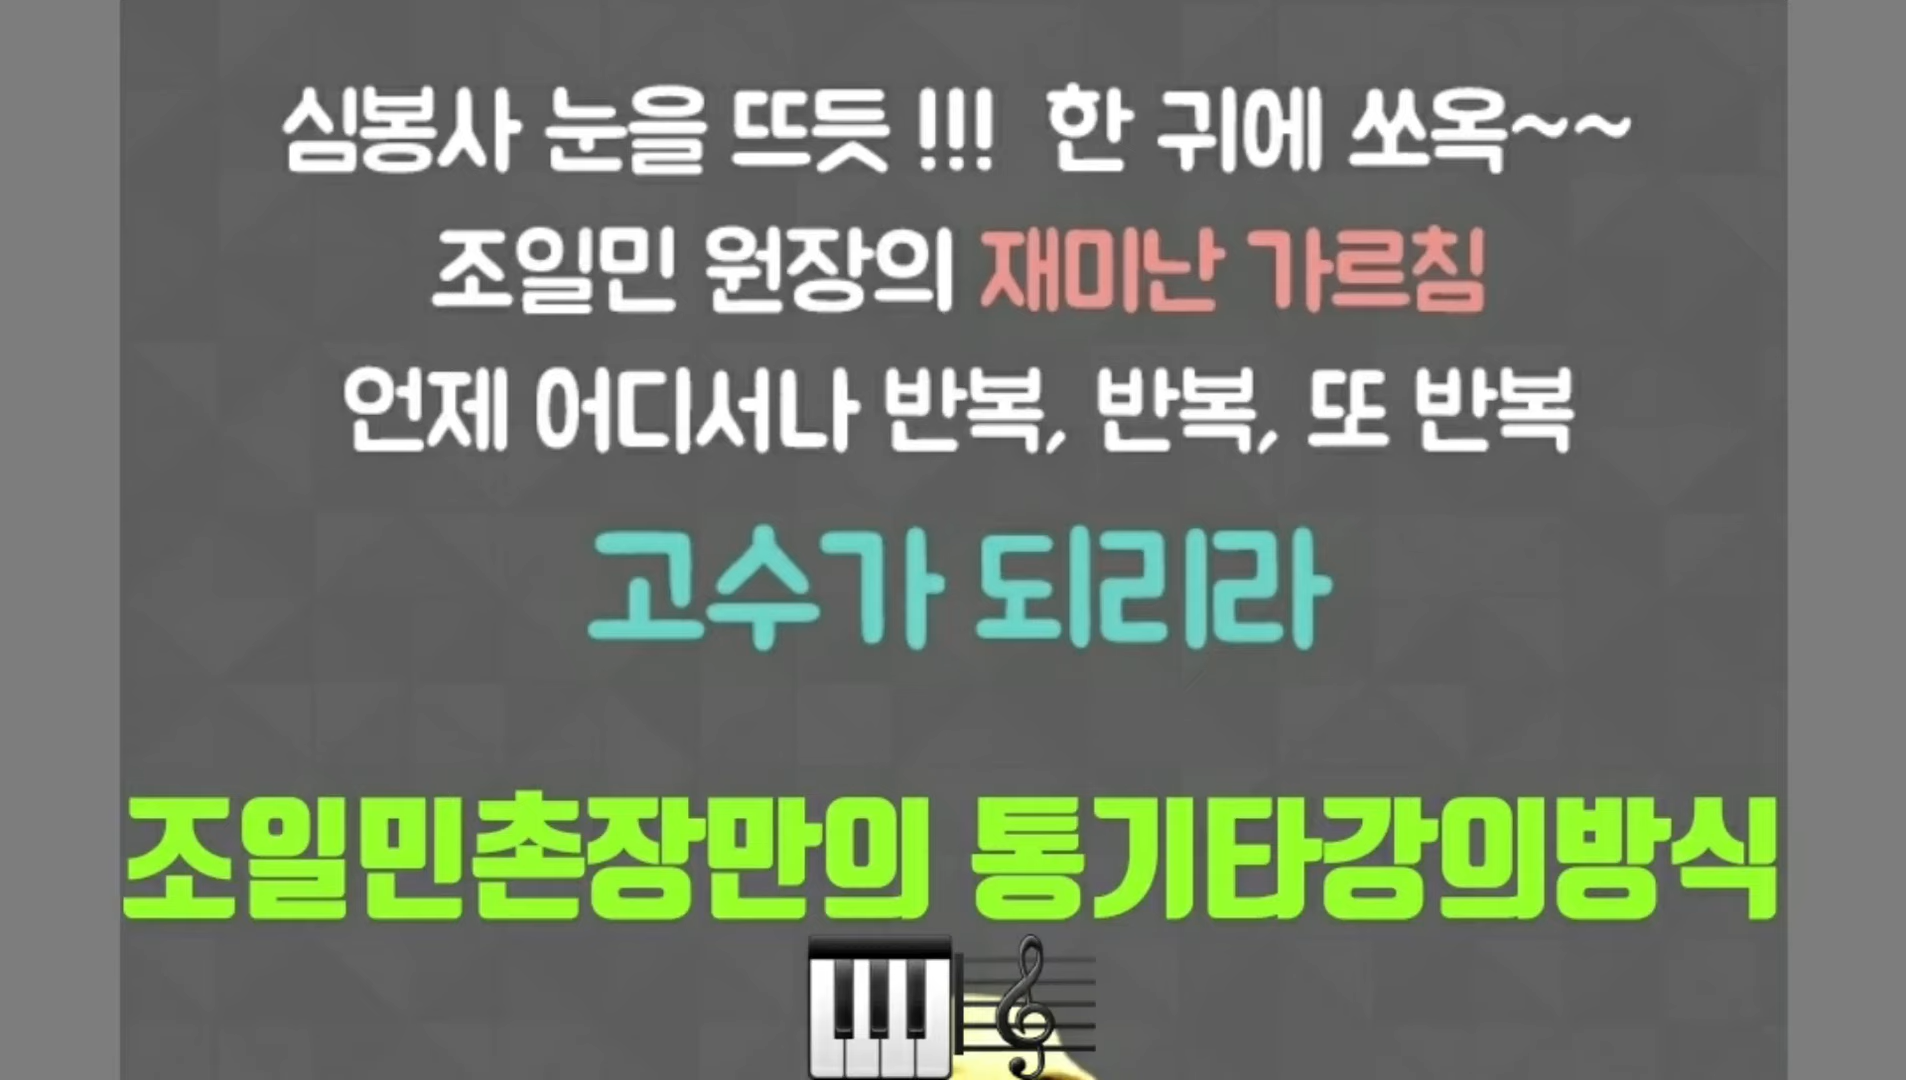 심봉사 눈을 뜨듯 !!! 한 귀에 쏘옥~~
조일민 원장의 재미난 가르침
언제 어디서나 반복, 반복, 또 반복
고수가 되리라
조일민촌장만의 통기타강의방식